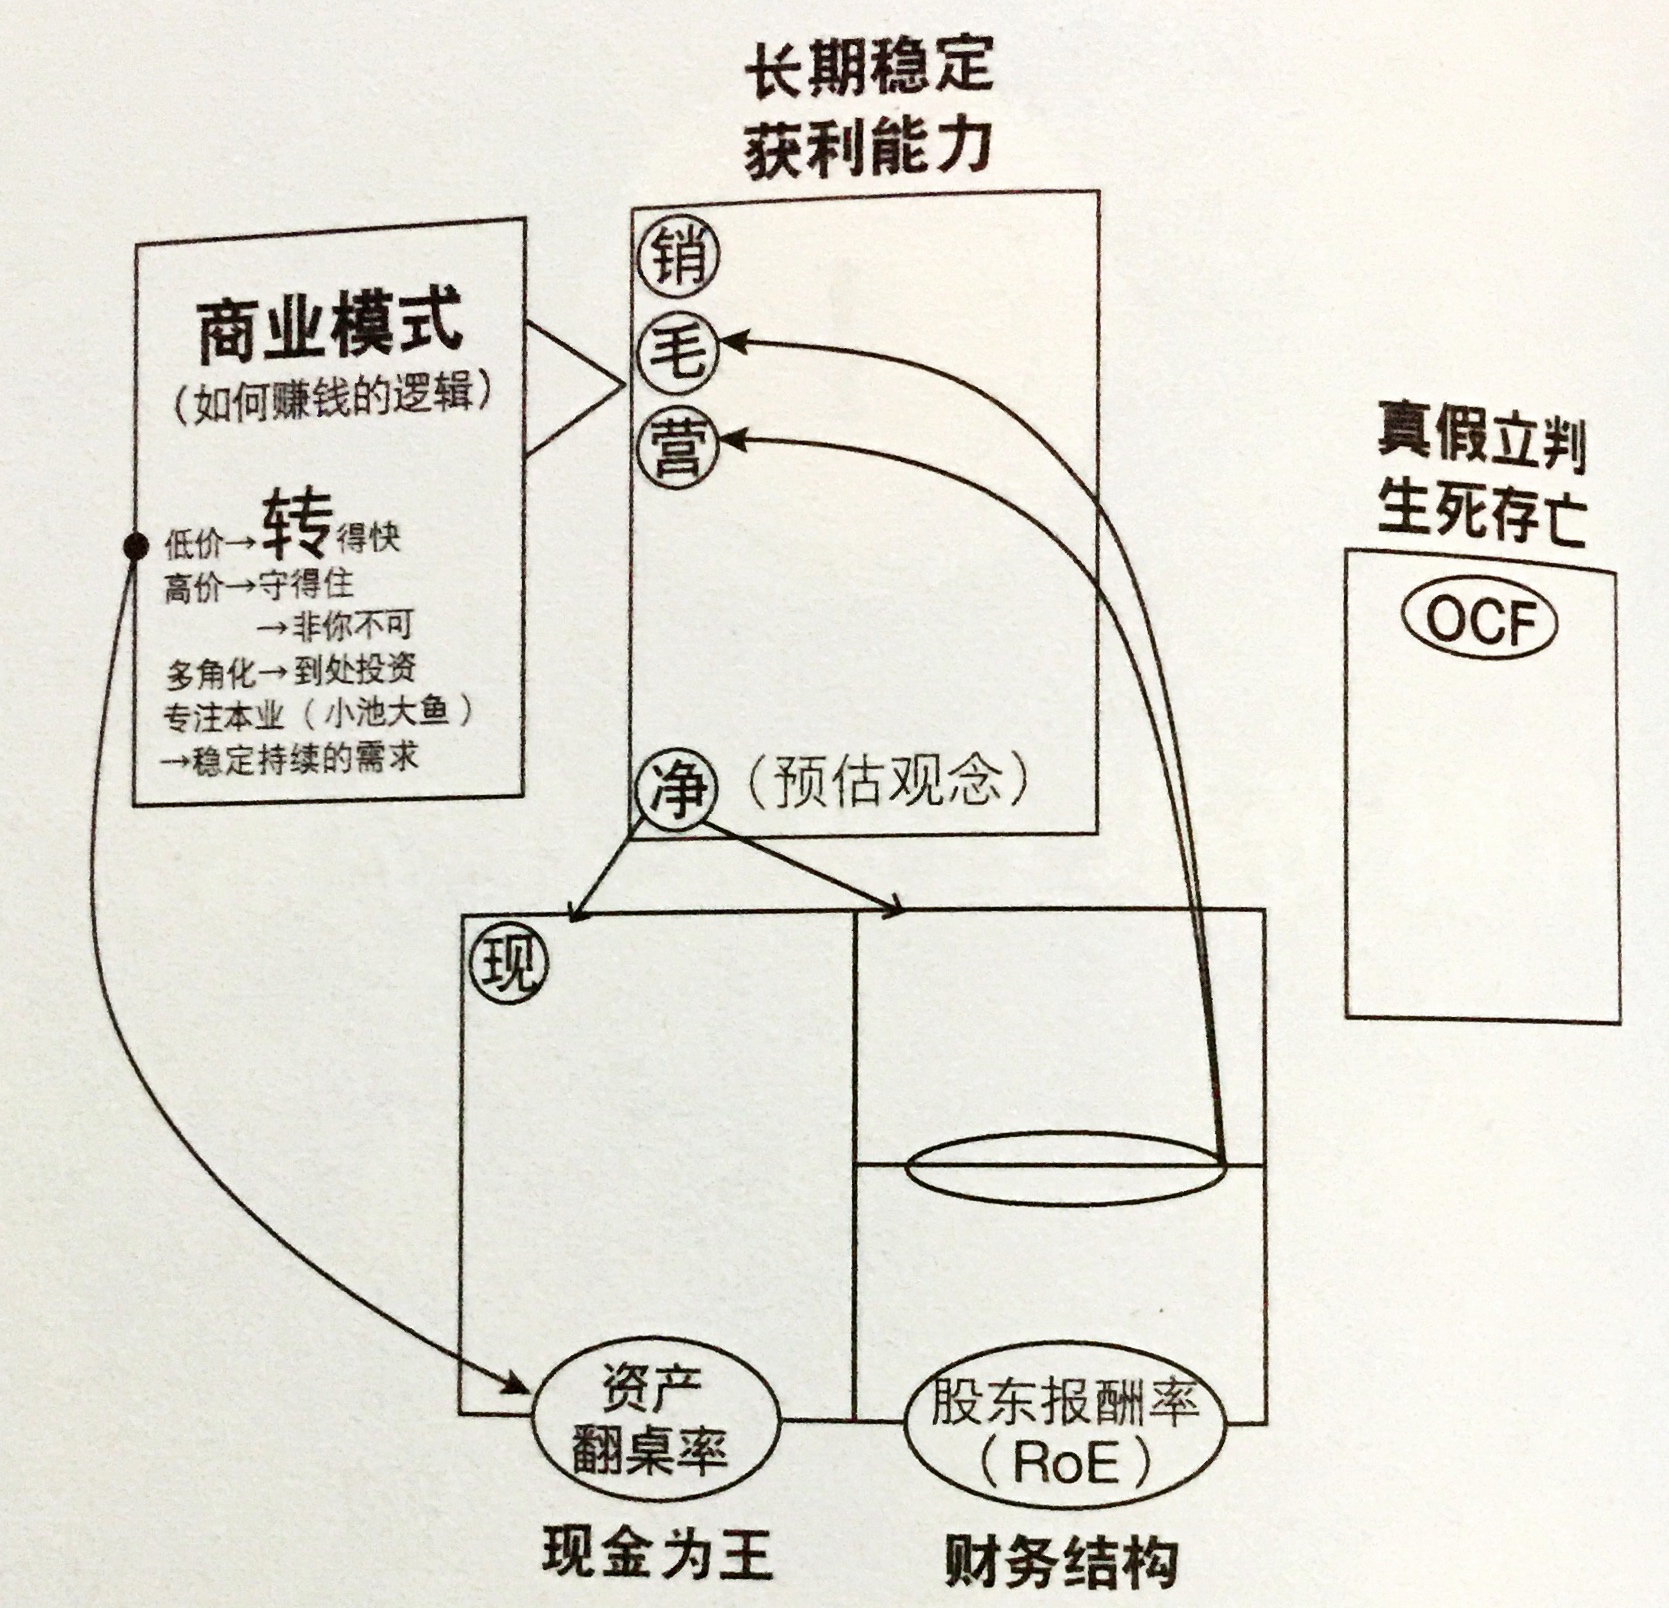 长期稳定
获利能力
商业模式
（如何赚钱的逻辑）
低价→转得快
高价→守得住
→非你不可
多角化→到处投资
专注本业（小池大鱼）
→稳定持续的需求
销
毛
营
净（预估观念）
真假立判
生死存亡
OCF
现
资产
翻桌率
股东报酬率
（RoE）
现金为王
财务结构